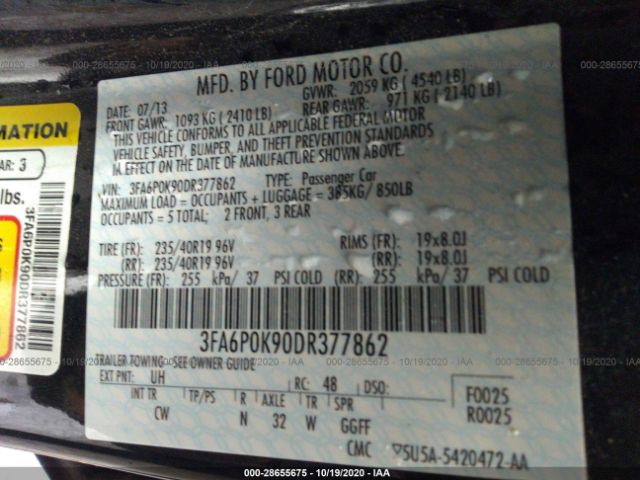 000-28655675 - 10/19/2020 - IAA
MATION
AR: 3
lbs.
3FA6P0K90DR377862
MFD. BY FORD MOTOR CO.
DATE: 07/13 GVWR: 2059 KG (4540 LB)
FRONT GAWR: 1093 KG (2410 LB) REAR GAWR: 971 KG (2140 LB)
THIS VEHICLE CONFORMS TO ALL APPLICABLE FEDERAL MOTOR
VEHICLE SAFETY, BUMPER, AND THEFT PREVENTION STANDARDS
IN EFFECT ON THE DATE OF MANUFACTURE SHOWN ABOVE.
VIN: 3FA6P0K90DR377862 TYPE: Passenger Car
MAXIMUM LOAD = OCCUPANTS + LUGGAGE = 385KG/ 850LB
OCCUPANTS = 5 TOTAL: 2 FRONT, 3 REAR
TIRE (FR): 235/40R19 96V RIMS (FR): 19x8.0J
(RR): 235/40R19 96V (RR): 19x8.0J
PRESSURE (FR): 255 kPa/ 37 PSI COLD (RR): 255 kPa/ 37 PSI COLD
3FA6P0K90DR377862
TRAILER TOWING - SEE OWNER GUIDE
EXT PNT: UH RC: 48 DSO: F0025
INT TR TP/PS R AXLE TR SPR R0025
CW N 32 W GGFF
CMC 5U5A-5420472-AA
000-28655675 - 10/19/2020 - IAA